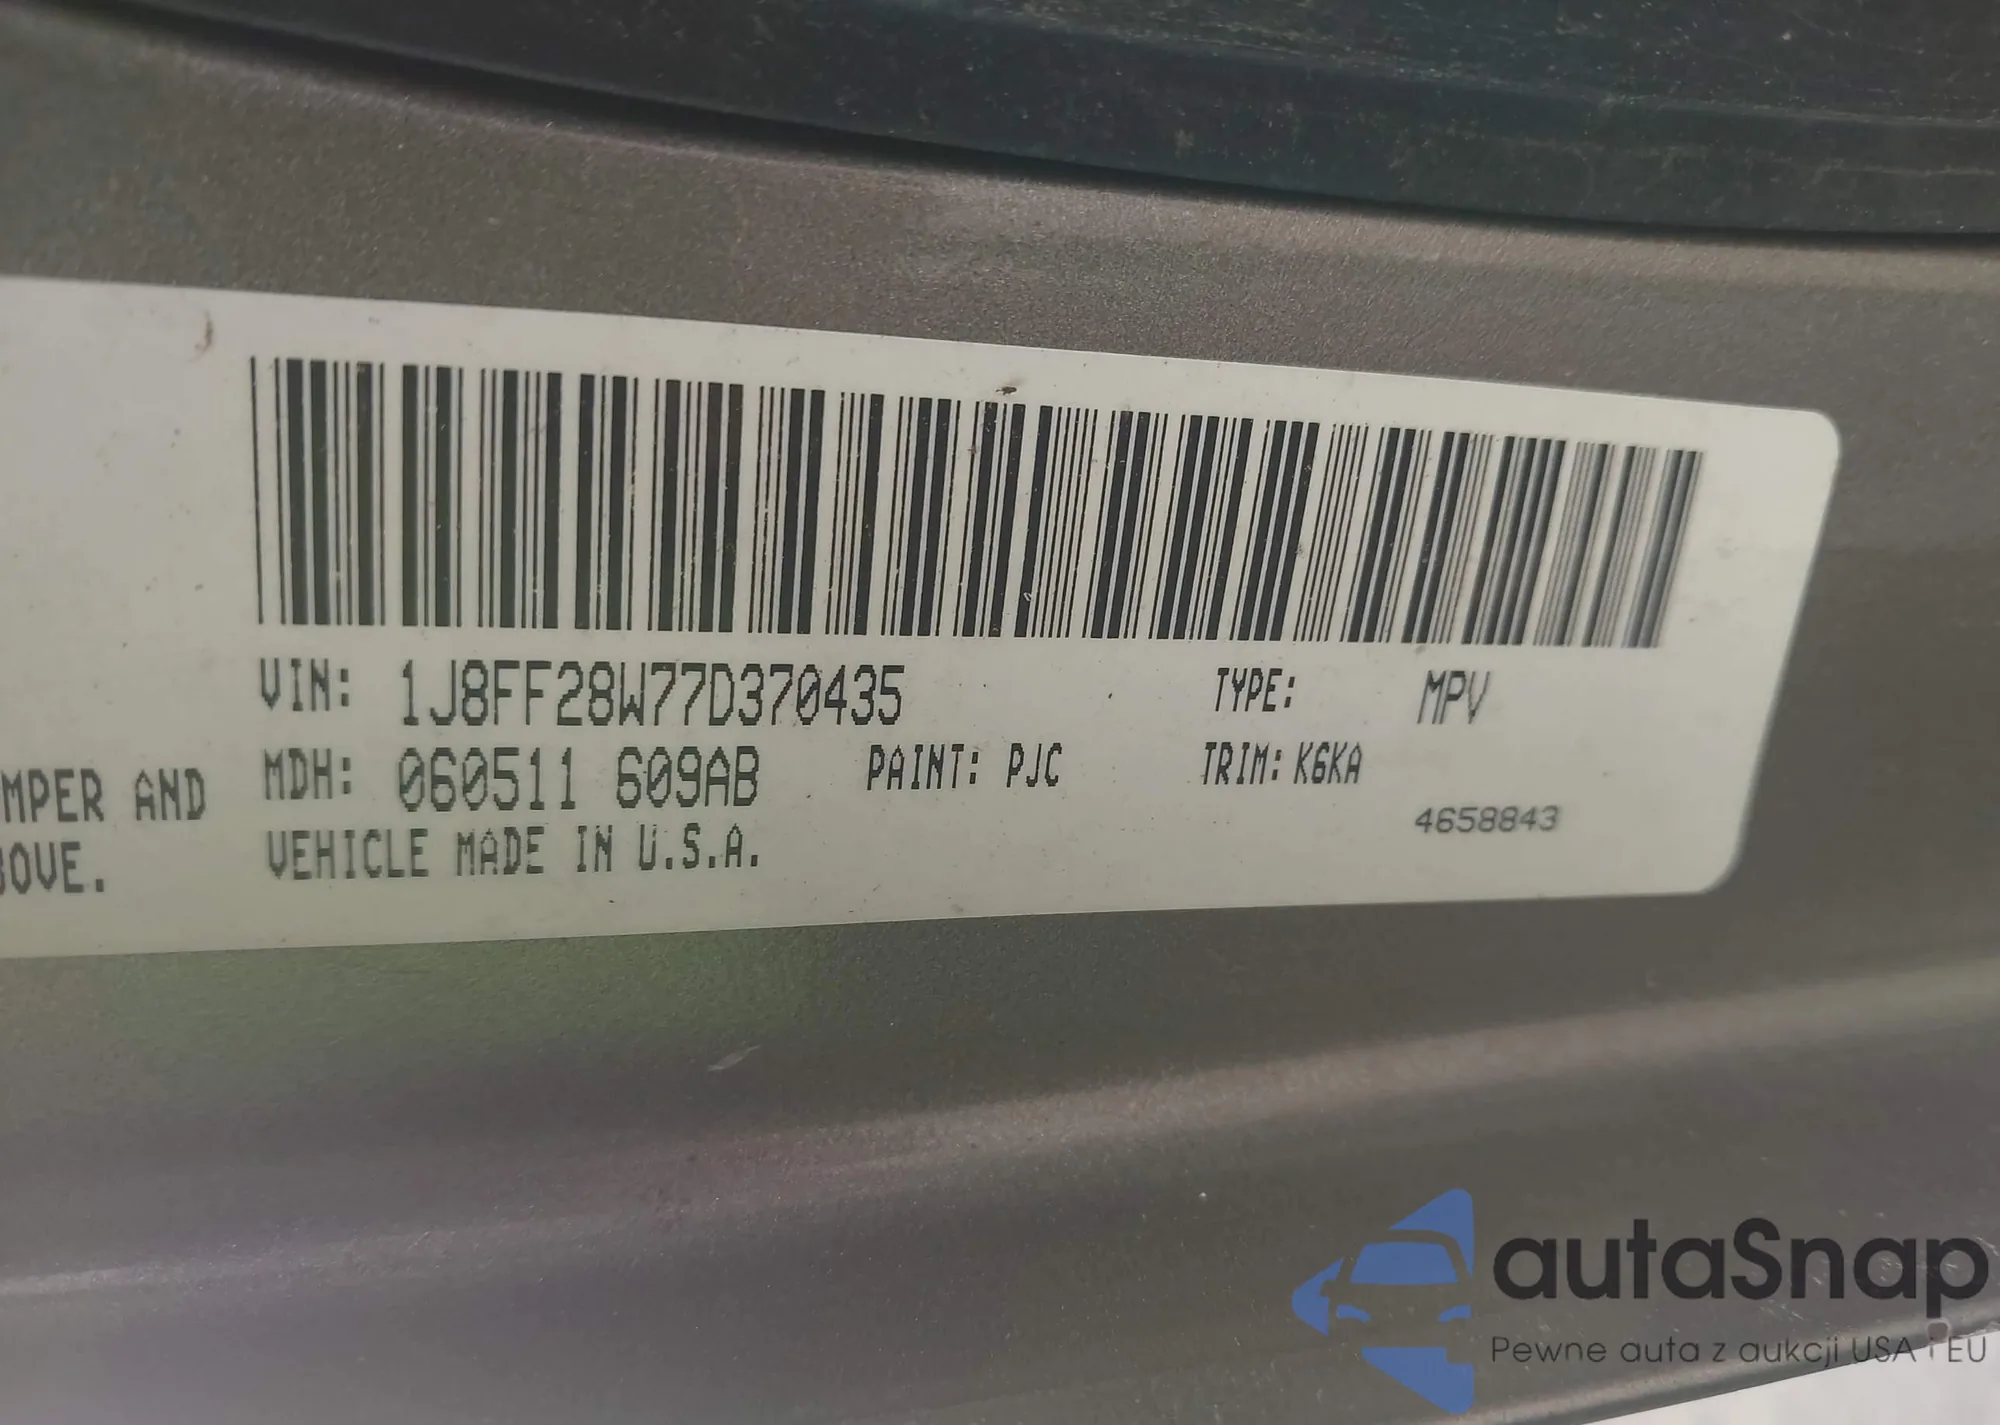 VIN: 1J8FF28W77D370435 TYPE: MPV
MPER AND MDH: 060511 609AB PAINT: PJC TRIM: K6KA
BOVE. VEHICLE MADE IN U.S.A. 4658843
autaSnap
Pewne auta z aukcji USA i EU